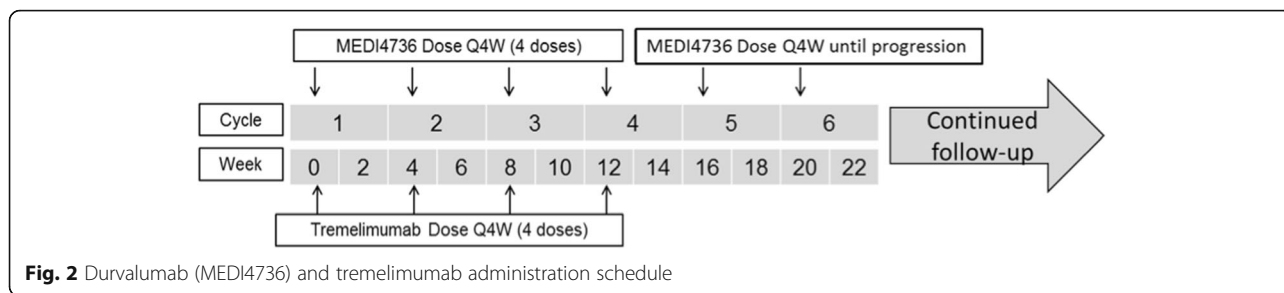 MEDI4736 Dose Q4W (4 doses)
MEDI4736 Dose Q4W until progression
Cycle 1 2 3 4 5 6
Continued
follow-up
Week 0 2 4 6 8 10 12 14 16 18 20 22
Tremelimumab Dose Q4W (4 doses)
Fig. 2 Durvalumab (MEDI4736) and tremelimumab administration schedule